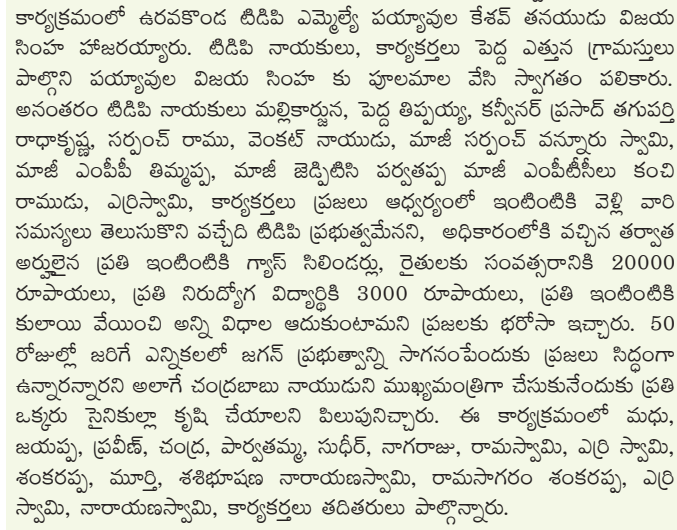 కార్యక్రమంలో ఉరవకొండ టిడిపి ఎమ్మెల్యే పయ్యావుల కేశవ్ తనయుడు విజయ
సింహ హాజరయ్యారు. టిడిపి నాయకులు, కార్యకర్తలు పెద్ద ఎత్తున గ్రామస్తులు
పాల్గొని పయ్యావుల విజయ సింహ కు పూలమాల వేసి స్వాగతం పలికారు.
అనంతరం టిడిపి నాయకులు మల్లికార్జున, పెద్ద తిప్పయ్య, కన్వీనర్ ప్రసాద్ తగుపర్తి
రాధాకృష్ణ, సర్పంచ్ రాము, వెంకట్ నాయుడు, మాజీ సర్పంచ్ వన్నూరు స్వామి,
మాజీ ఎంపీపీ తిమ్మప్ప, మాజీ జెడ్పిటిసి పర్వతప్ప మాజీ ఎంపీటీసీలు కంచి
రాముడు, ఎర్రిస్వామి, కార్యకర్తలు ప్రజలు ఆధ్వర్యంలో ఇంటింటికి వెళ్లి వారి
సమస్యలు తెలుసుకొని వచ్చేది టిడిపి ప్రభుత్వమేనని, అధికారంలోకి వచ్చిన తర్వాత
అర్హులైన ప్రతి ఇంటింటికి గ్యాస్ సిలిండర్లు, రైతులకు సంవత్సరానికి 20000
రూపాయలు, ప్రతి నిరుద్యోగ విద్యార్థికి 3000 రూపాయలు, ప్రతి ఇంటింటికి
కులాయి వేయించి అన్ని విధాల ఆదుకుంటామని ప్రజలకు భరోసా ఇచ్చారు. 50
రోజుల్లో జరిగే ఎన్నికలలో జగన్ ప్రభుత్వాన్ని సాగనంపేందుకు ప్రజలు సిద్ధంగా
ఉన్నారన్నారని అలాగే చంద్రబాబు నాయుడుని ముఖ్యమంత్రిగా చేసుకునేందుకు ప్రతి
ఒక్కరు సైనికుల్లా కృషి చేయాలని పిలుపునిచ్చారు. ఈ కార్యక్రమంలో మధు,
జయప్ప, ప్రవీణ్, చంద్ర, పార్వతమ్మ, సుధీర్, నాగరాజు, రామస్వామి, ఎర్రి స్వామి,
శంకరప్ప, మూర్తి, శశిభూషణ నారాయణస్వామి, రామసాగరం శంకరప్ప, ఎర్రి
స్వామి, నారాయణస్వామి, కార్యకర్తలు తదితరులు పాల్గొన్నారు.